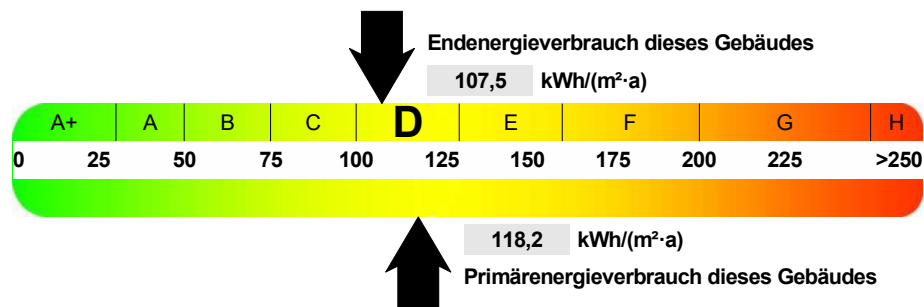 Endenergieverbrauch dieses Gebäudes
107,5 kWh/(m²·a)
A+ A B C D E F G H
0 25 50 75 100 125 150 175 200 225 >250
118,2 kWh/(m²·a)
Primärenergieverbrauch dieses Gebäudes